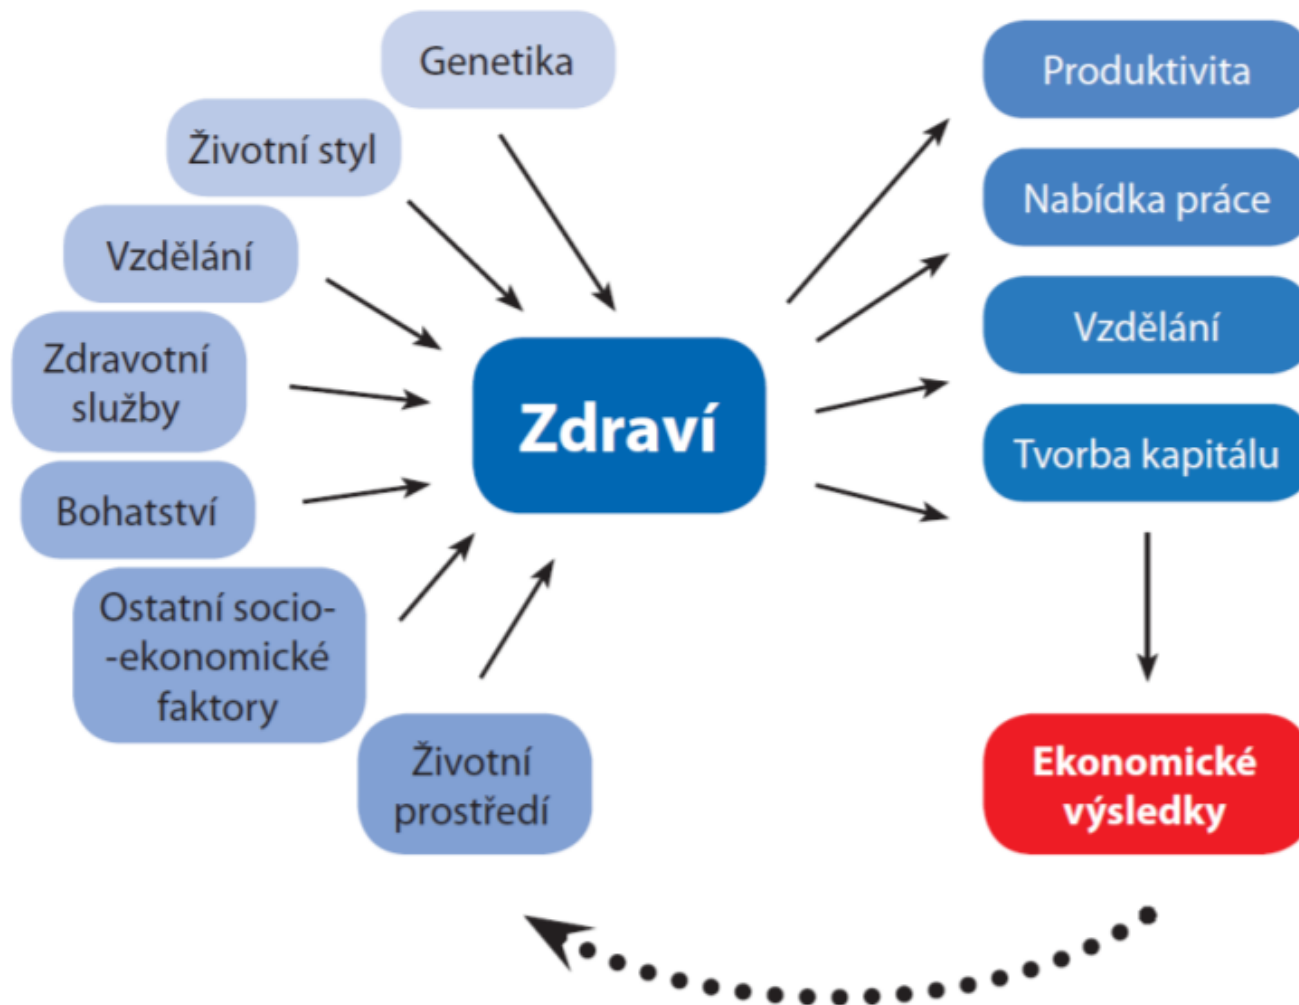 Genetika
Životní styl
Vzdělání
Zdravotní
služby
Bohatství
Ostatní socio-
-ekonomické
faktory
Životní
prostředí
Zdraví
Produktivita
Nabídka práce
Vzdělání
Tvorba kapitálu
Ekonomické
výsledky